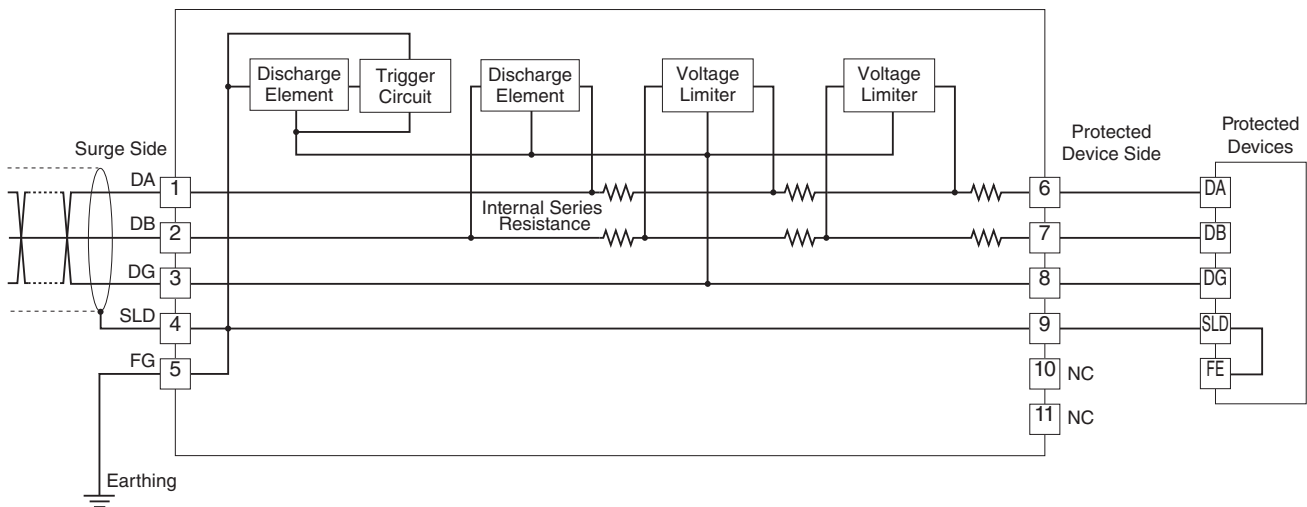 Discharge
Element
Trigger
Circuit
Discharge
Element
Voltage
Limiter
Voltage
Limiter
Surge Side
Protected
Device Side
Protected
Devices
DA
1
6
DA
Internal Series
Resistance
DB
2
7
DB
DG
3
8
DG
SLD
4
9
SLD
FG
5
10
NC
FE
11
NC
Earthing